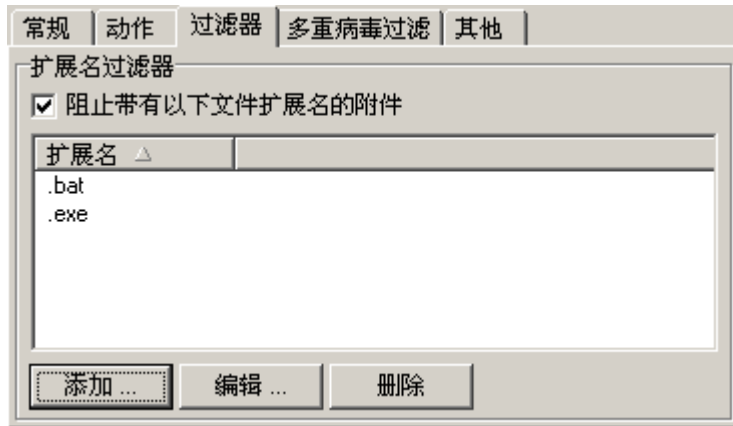 常规 动作 过滤器 多重病毒过滤 其他
扩展名过滤器
阻止带有以下文件扩展名的附件
扩展名
.bat
.exe
添加 ... 编辑 ... 删除